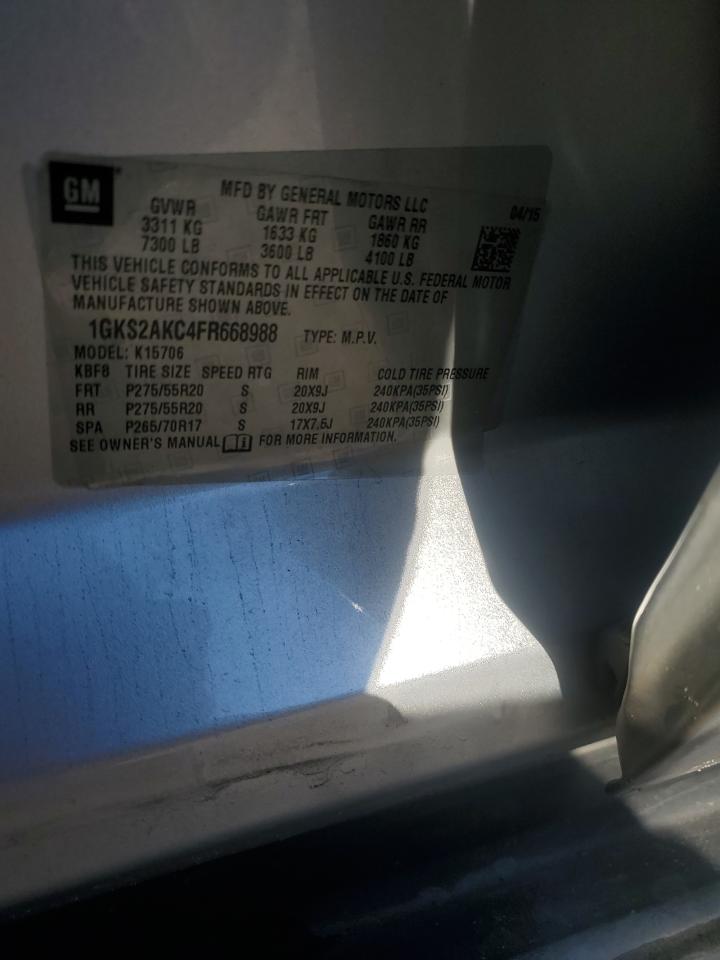 GM
MFD BY GENERAL MOTORS LLC 04/15
GVWR GAWR FRT GAWR RR
3311 KG 1633 KG 1860 KG
7300 LB 3600 LB 4100 LB
THIS VEHICLE CONFORMS TO ALL APPLICABLE U.S. FEDERAL MOTOR
VEHICLE SAFETY STANDARDS IN EFFECT ON THE DATE OF
MANUFACTURE SHOWN ABOVE.
1GKS2AKC4FR668988 TYPE: M.P.V.
MODEL: K15706
KBF8 TIRE SIZE SPEED RTG RIM COLD TIRE PRESSURE
FRT P275/55R20 S 20X9J 240KPA(35PSI)
RR P275/55R20 S 20X9J 240KPA(35PSI)
SPA P265/70R17 S 17X7.5J 240KPA(35PSI)
SEE OWNER'S MANUAL FOR MORE INFORMATION.